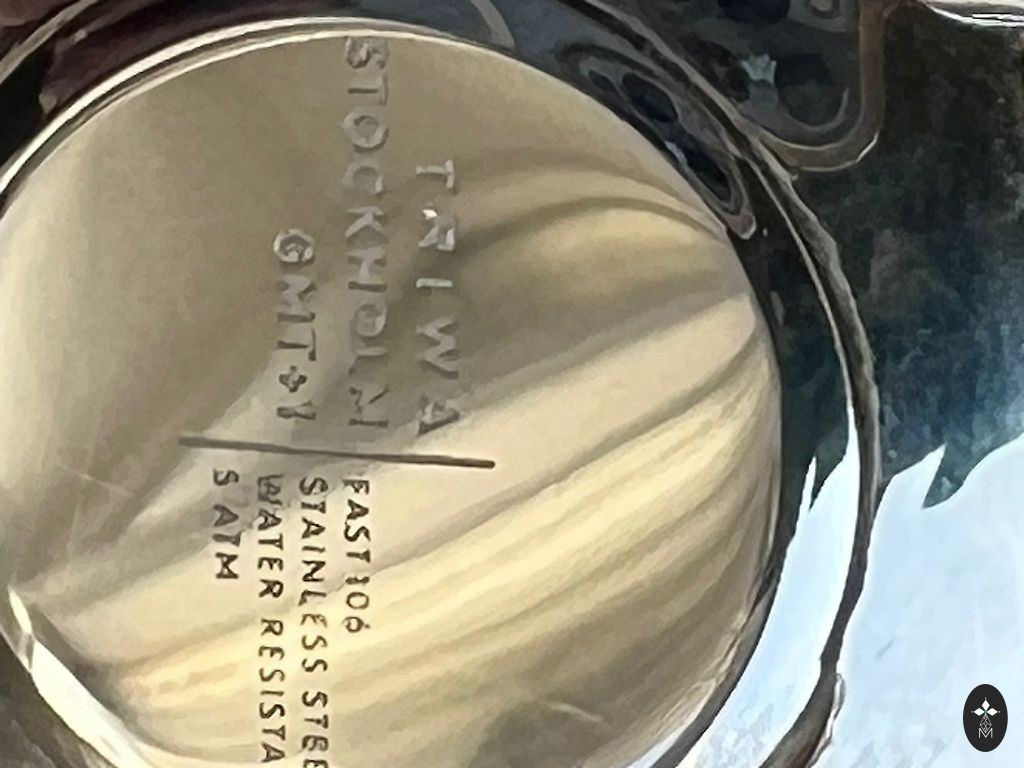 TRIWA
STOCKHOLM
GMT+1
FAST106
STAINLESS STEE
WATER RESISTA
5 ATM